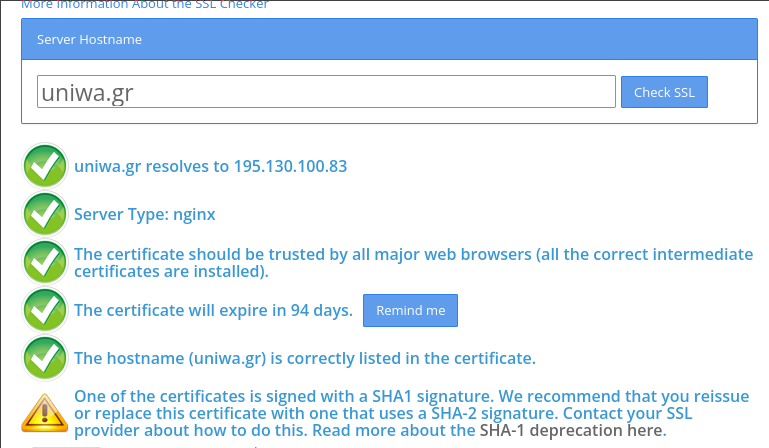 More Information About the SSL Checker
Server Hostname
uniwa.gr
Check SSL
uniwa.gr resolves to 195.130.100.83
Server Type: nginx
The certificate should be trusted by all major web browsers (all the correct intermediate
certificates are installed).
The certificate will expire in 94 days.
Remind me
The hostname (uniwa.gr) is correctly listed in the certificate.
One of the certificates is signed with a SHA1 signature. We recommend that you reissue
or replace this certificate with one that uses a SHA-2 signature. Contact your SSL
provider about how to do this. Read more about the SHA-1 deprecation here.